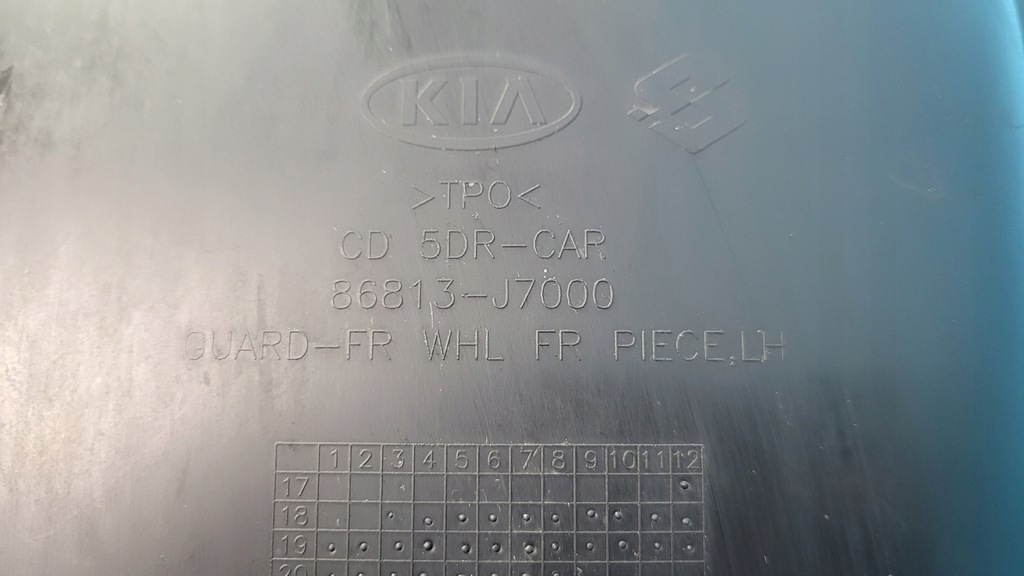 KIA
>TPO<
CD 5DR-CAR
86813-J7000
GUARD-FR WHL FR PIECE,LH
1 2 3 4 5 6 7 8 9 10 11 12
17
18
19
20